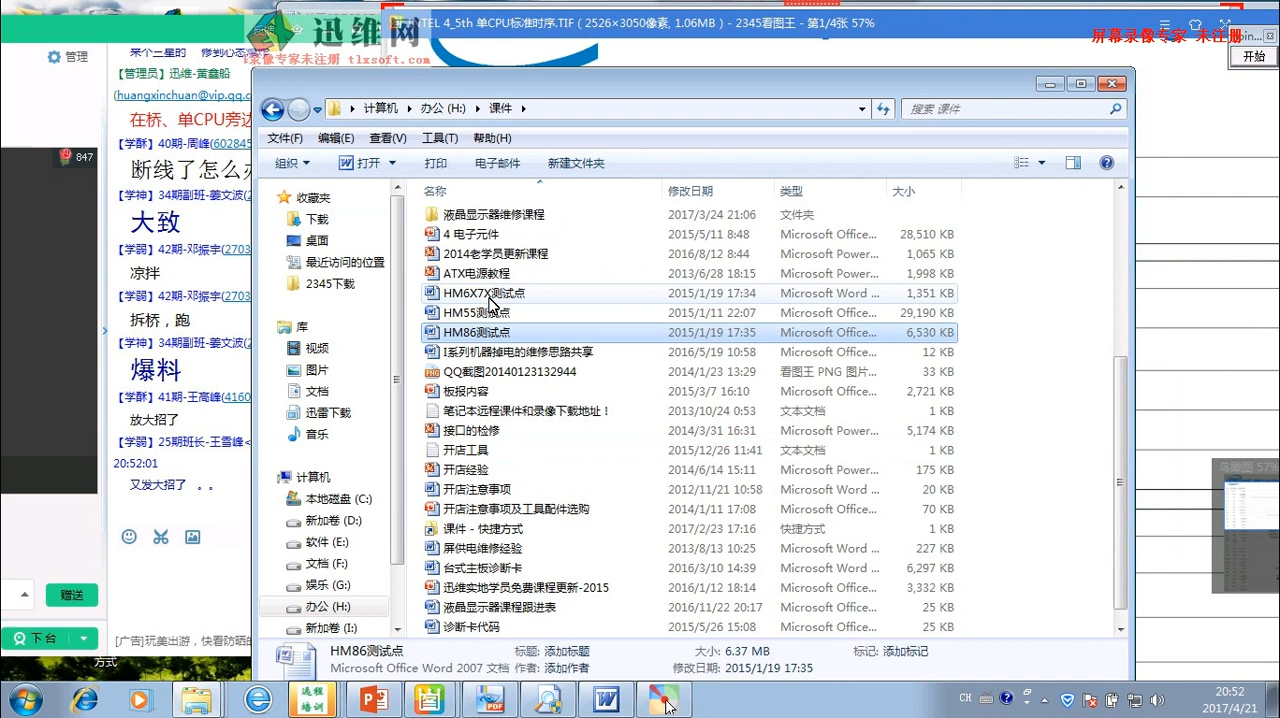 INTEL 4_5th 单CPU标准时序.TIF（2526×3050像素, 1.06MB）- 2345看图王 - 第1/4张 57%
迅维网
录像专家未注册 tlxsoft.com
屏幕录像专家 未注册
开始
管理
847
【管理员】迅维-黄鑫船
(huangxinchuan@vip.qq.c
在桥、单CPU旁边
【学酥】40期-周峰(602845
断线了怎么办
【学神】34期副班-姜文波(2
大致
【学弱】42期-邓振宇(2703
凉拌
【学弱】42期-邓振宇(2703
拆桥，跑
【学神】34期副班-姜文波(2
爆料
【学酥】41期-王高峰(4160
放大招了
【学弱】25期班长-王雪峰<
20:52:01
又发大招了 。。
赠送
下台
[广告]玩美出游，快看防晒
方式
计算机 办公 (H:) 课件
搜索 课件
文件(F) 编辑(E) 查看(V) 工具(T) 帮助(H)
组织 打开 打印 电子邮件 新建文件夹
收藏夹
下载
桌面
最近访问的位置
2345下载
库
视频
图片
文档
迅雷下载
音乐
计算机
本地磁盘 (C:)
新加卷 (D:)
软件 (E:)
文档 (F:)
娱乐 (G:)
办公 (H:)
新加卷 (I:)
名称 修改日期 类型 大小
液晶显示器维修课程 2017/3/24 21:06 文件夹
4 电子元件 2015/5/11 8:48 Microsoft Office... 28,510 KB
2014老学员更新课程 2016/8/12 8:44 Microsoft Power... 1,065 KB
ATX电源教程 2013/6/28 18:15 Microsoft Power... 1,998 KB
HM6X7X测试点 2015/1/19 17:34 Microsoft Word ... 1,351 KB
HM55测试点 2015/1/11 22:07 Microsoft Office... 29,190 KB
HM86测试点 2015/1/19 17:35 Microsoft Office... 6,530 KB
I系列机器掉电的维修思路共享 2016/5/19 10:58 Microsoft Office... 12 KB
QQ截图20140123132944 2014/1/23 13:29 看图王 PNG 图片... 33 KB
板报内容 2015/3/7 16:10 Microsoft Office... 2,721 KB
笔记本远程课件和录像下载地址！ 2013/10/24 0:53 文本文档 1 KB
接口的检修 2014/3/31 16:31 Microsoft Power... 5,174 KB
开店工具 2015/12/26 11:41 文本文档 1 KB
开店经验 2014/6/14 15:11 Microsoft Power... 175 KB
开店注意事项 2012/11/21 10:58 Microsoft Word ... 20 KB
开店注意事项及工具配件选购 2014/1/11 17:08 Microsoft Office... 70 KB
课件 - 快捷方式 2017/2/23 17:16 快捷方式 1 KB
屏供电维修经验 2013/8/13 10:25 Microsoft Word ... 227 KB
台式主板诊断卡 2016/3/10 14:39 Microsoft Office... 6,297 KB
迅维实地学员免费课程更新-2015 2016/1/12 18:14 Microsoft Power... 3,332 KB
液晶显示器课程跟进表 2016/11/22 20:17 Microsoft Office... 25 KB
诊断卡代码 2015/5/26 15:08 Microsoft Office... 25 KB
HM86测试点 标题: 添加标题 大小: 6.37 MB 标记: 添加标记
Microsoft Office Word 2007 文档 作者: 添加作者 修改日期: 2015/1/19 17:35
鸟瞰图 57%
远程
培训
CH
20:52
2017/4/21